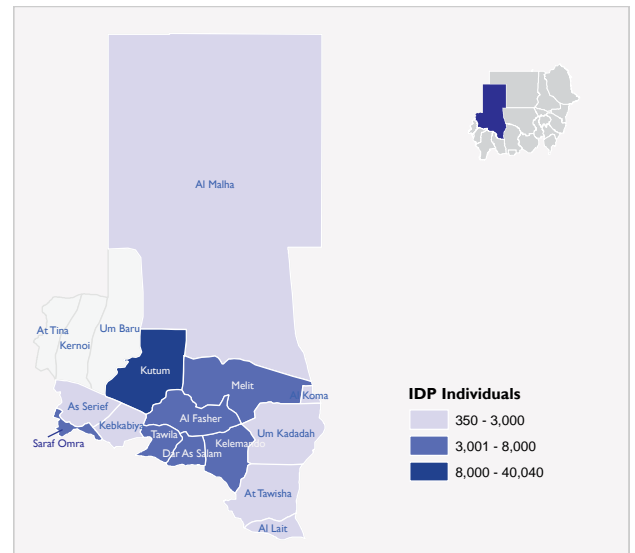 Al Malha
At Tina
Um Baru
Kernoi
Kutum
Melit
Al Koma
As Serief
Al Fasher
Kebkabiya
Tawila
Um Kadadah
Saraf Omra
Kelemando
Dar As Salam
At Tawisha
Al Lait
IDP Individuals
350 - 3,000
3,001 - 8,000
8,000 - 40,040